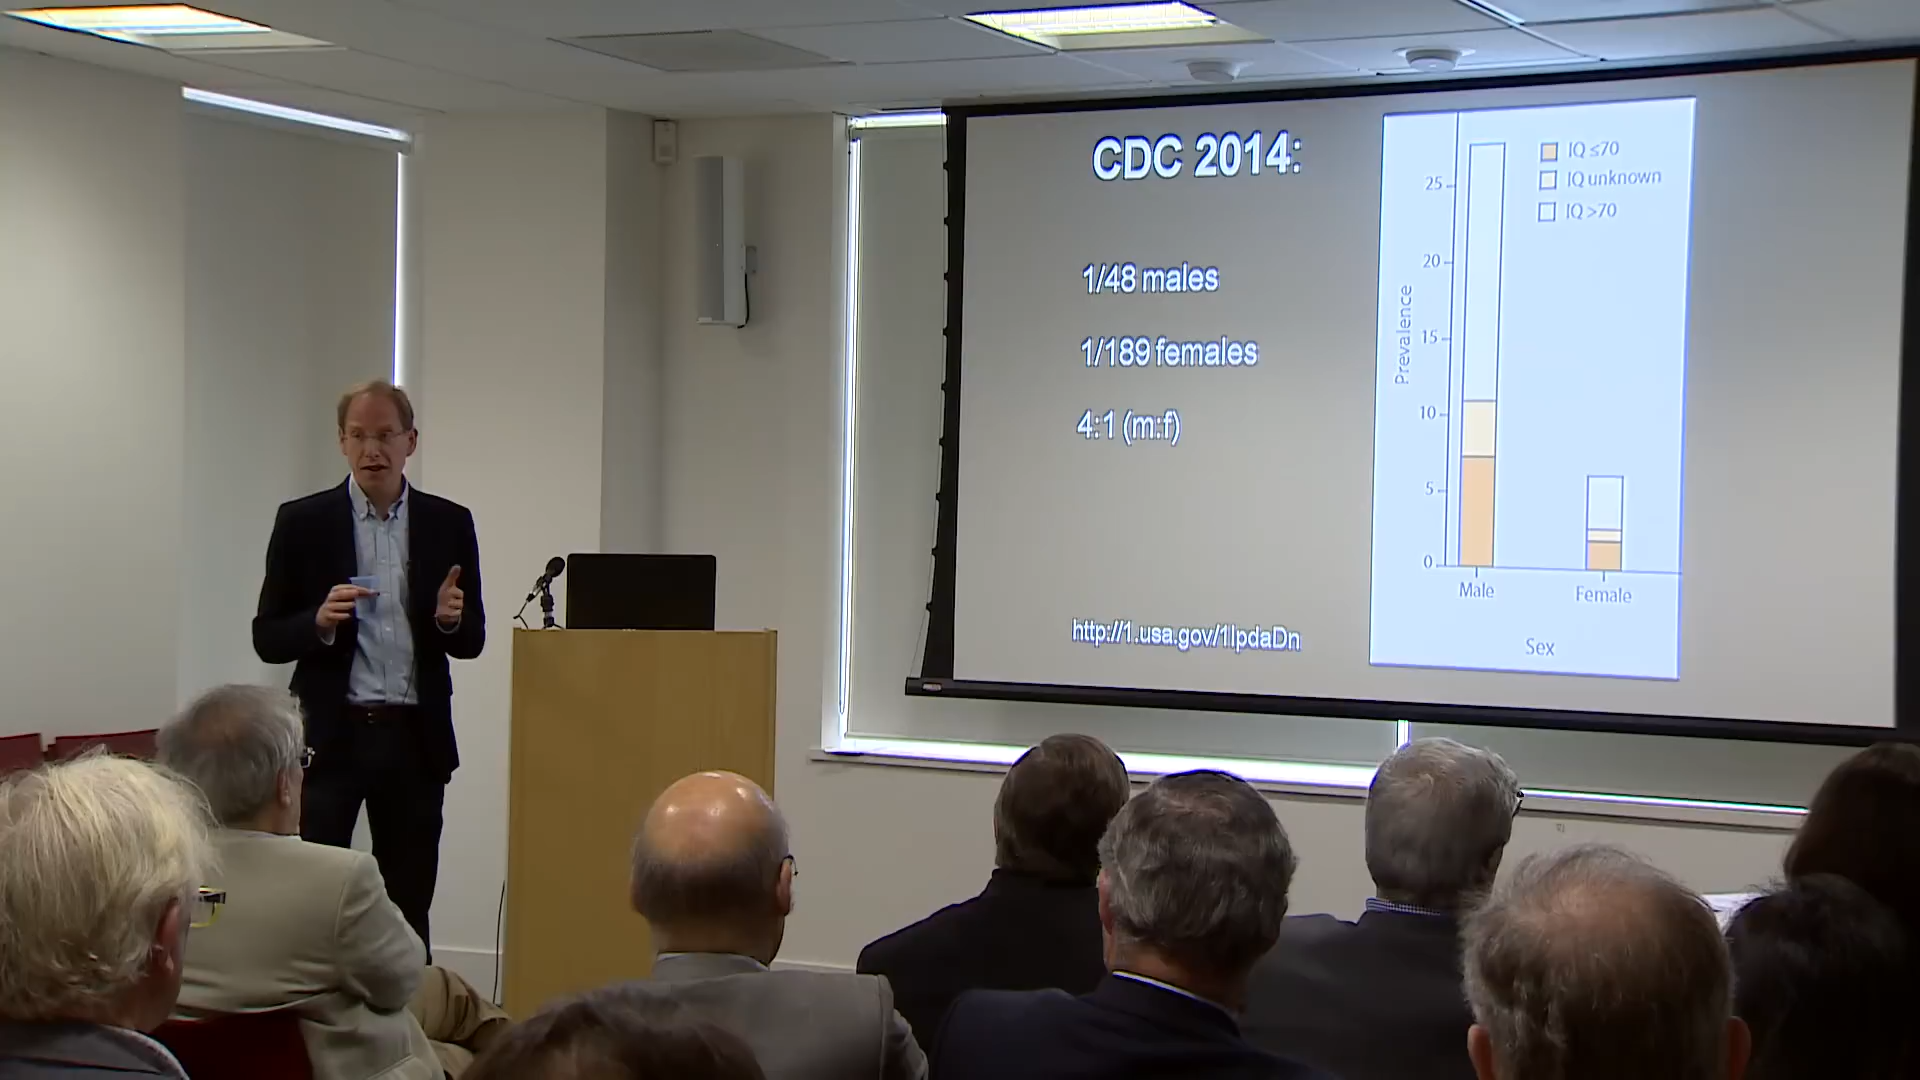 CDC 2014:
1/48 males
1/189 females
4:1 (m:f)
http://1.usa.gov/1lpdaDn
IQ ≤70
IQ unknown
IQ >70
25
20
15
10
5
0
Prevalence
Male
Female
Sex